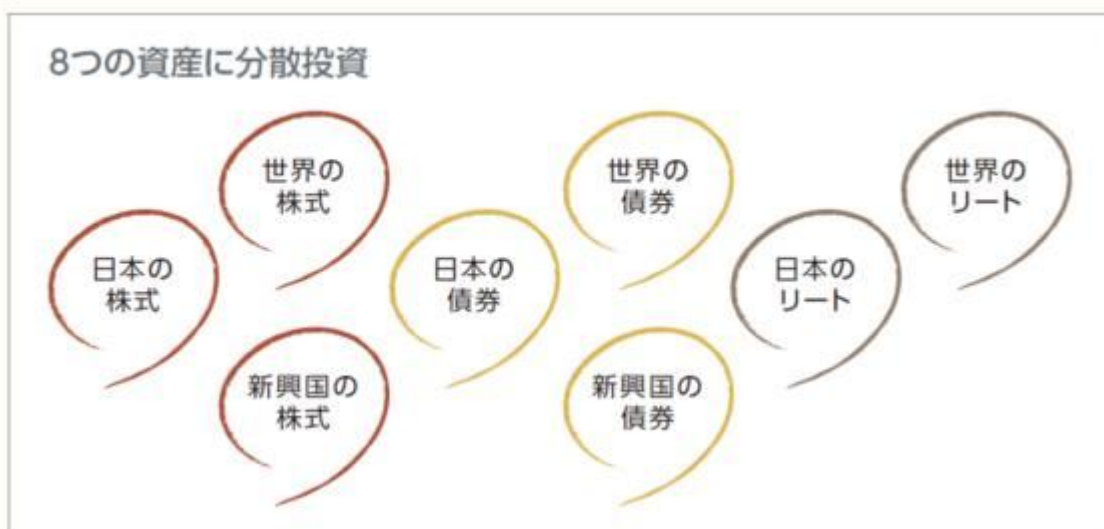 8つの資産に分散投資
世界の
株式
世界の
債券
世界の
リート
日本の
株式
日本の
債券
日本の
リート
新興国の
株式
新興国の
債券